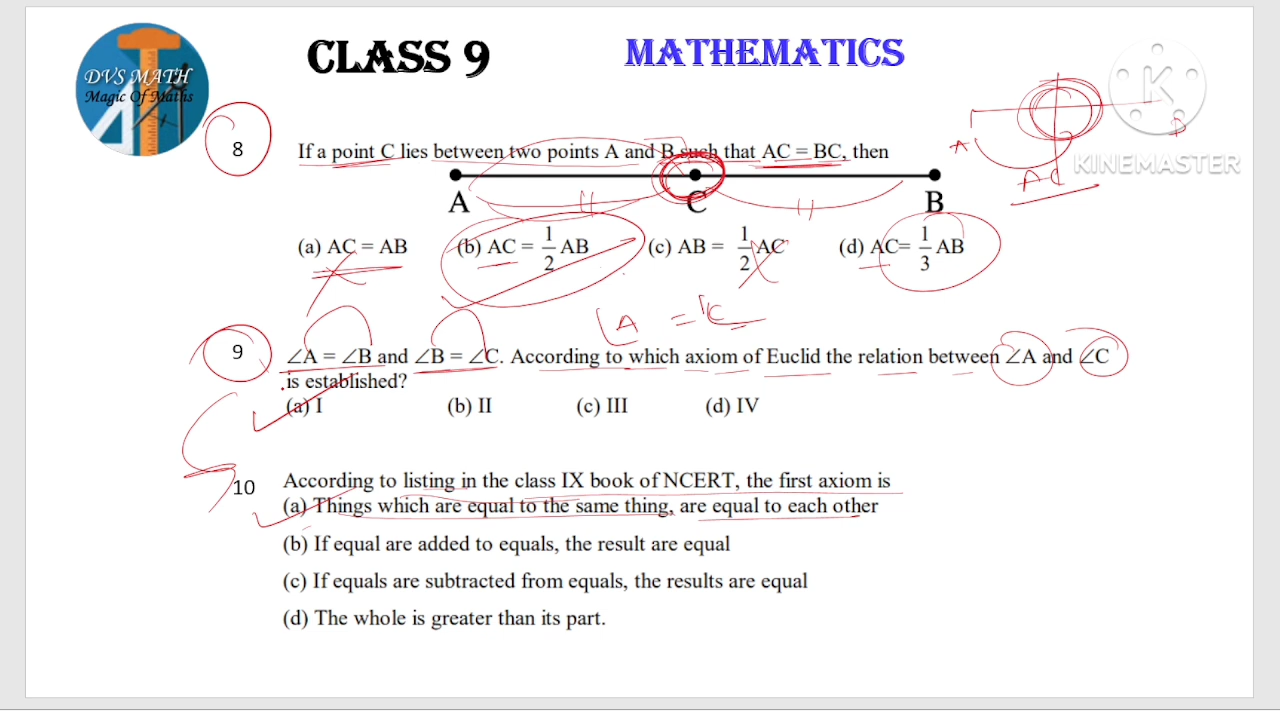 DVS MATH
Magic Of Maths
CLASS 9 MATHEMATICS
K
KINEMASTER
8 If a point C lies between two points A and B such that AC = BC, then
A B
AC
A C B
(a) AC = AB (b) AC = 1/2 AB (c) AB = 1/2 AC (d) AC= 1/3 AB
∠A = ∠C
9 ∠A = ∠B and ∠B = ∠C. According to which axiom of Euclid the relation between ∠A and ∠C
is established?
(a) I (b) II (c) III (d) IV
10 According to listing in the class IX book of NCERT, the first axiom is
(a) Things which are equal to the same thing, are equal to each other
(b) If equal are added to equals, the result are equal
(c) If equals are subtracted from equals, the results are equal
(d) The whole is greater than its part.